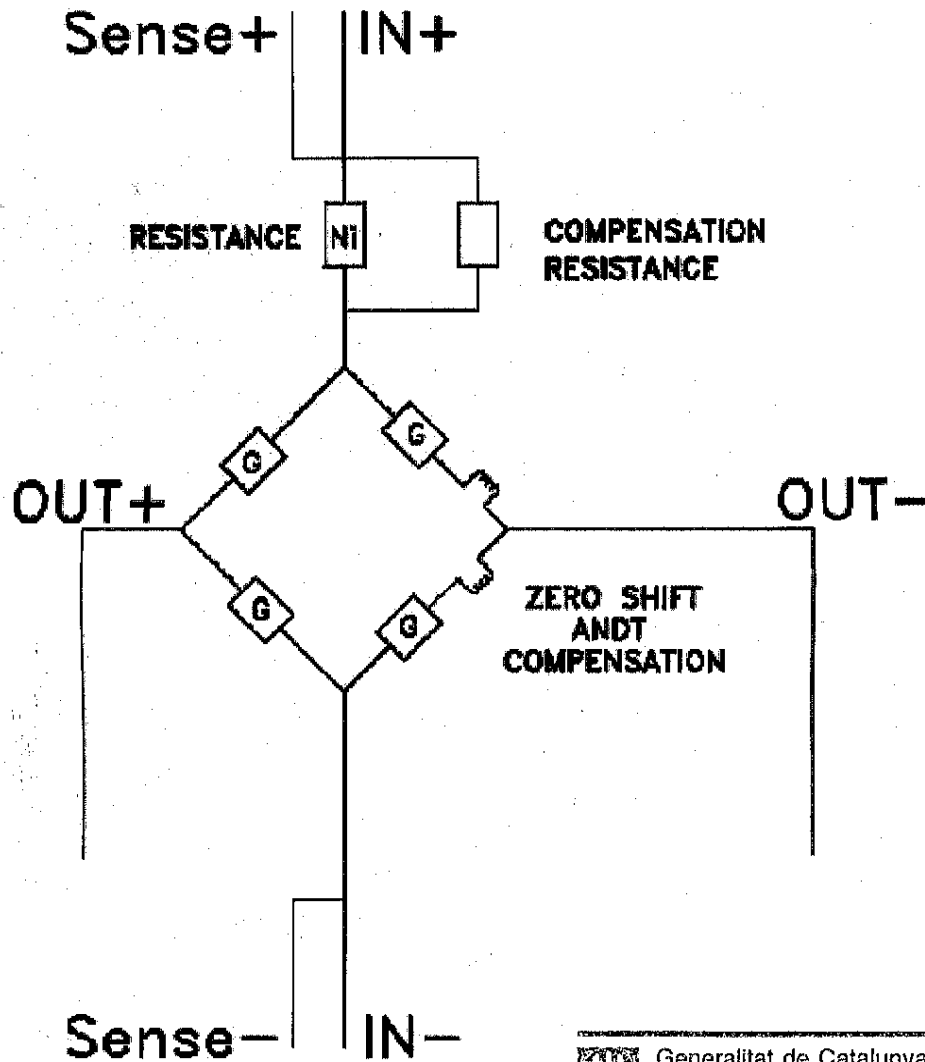 Sense+ IN+
RESISTANCE Ni COMPENSATION
RESISTANCE
G G
OUT+ OUT-
G G
ZERO SHIFT
ANDT
COMPENSATION
Sense- IN-
Generalitat de Catalunya